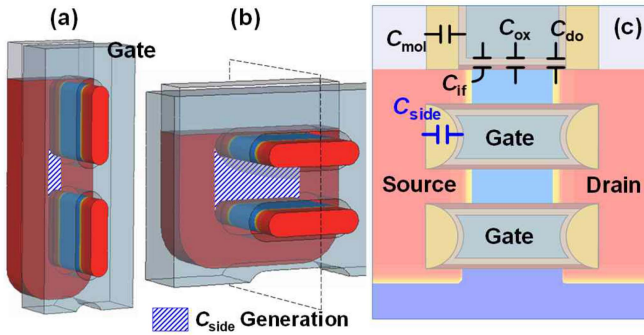 (a)
Gate
(b)
C_side Generation
(c)
C_mol
C_ox
C_do
C_if
C_side
Gate
Source
Drain
Gate